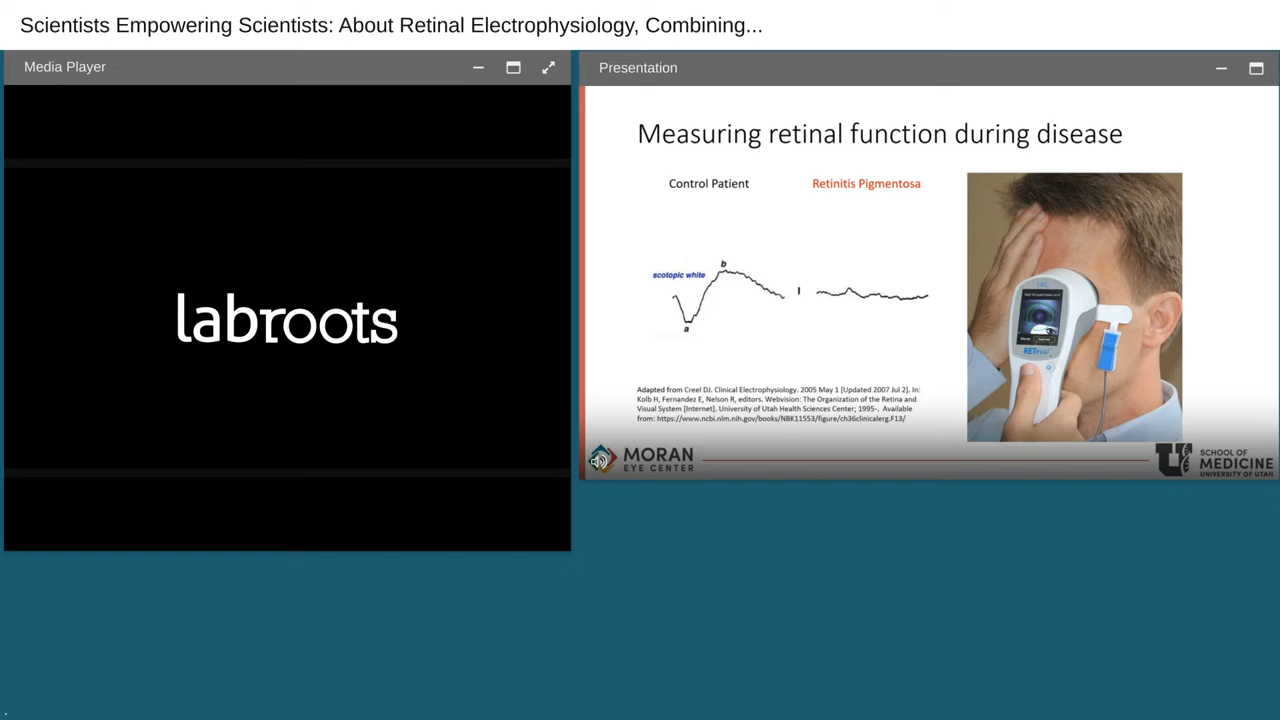 Scientists Empowering Scientists: About Retinal Electrophysiology, Combining...
Media Player
labroots
Presentation
Measuring retinal function during disease
Control Patient
Retinitis Pigmentosa
scotopic white
b
a
RETeval
Adapted from Creel DJ. Clinical Electrophysiology. 2005 May 1 [Updated 2007 Jul 2]. In:
Kolb H, Fernandez E, Nelson R, editors. Webvision: The Organization of the Retina and
Visual System [Internet]. University of Utah Health Sciences Center; 1995-. Available
from: https://www.ncbi.nlm.nih.gov/books/NBK11553/figure/ch36clinicalerg.F13/
MORAN
EYE CENTER
U
SCHOOL OF
MEDICINE
UNIVERSITY OF UTAH